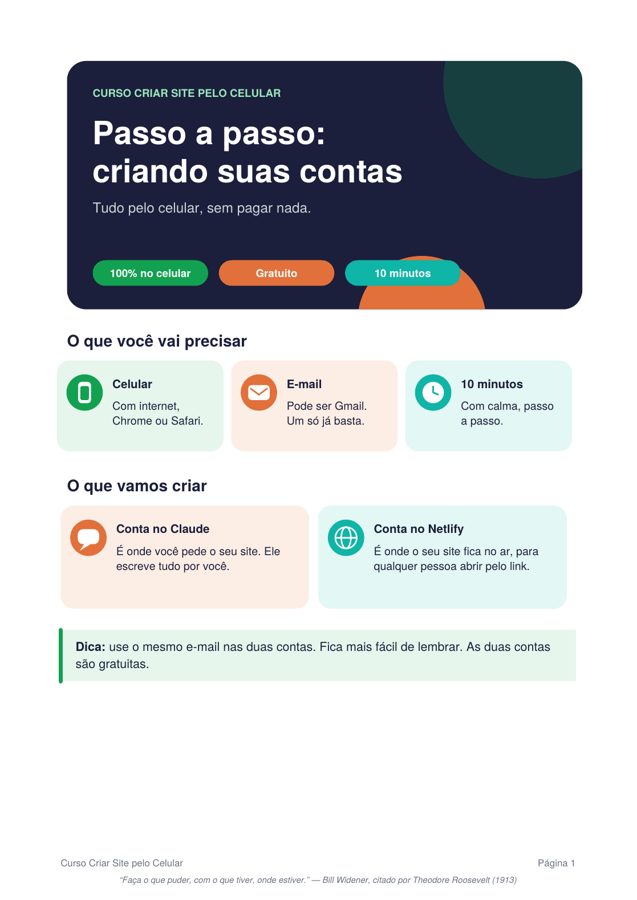 CURSO CRIAR SITE PELO CELULAR
Passo a passo:
criando suas contas
Tudo pelo celular, sem pagar nada.
100% no celular
Gratuito
10 minutos
O que você vai precisar
Celular
Com internet,
Chrome ou Safari.
E-mail
Pode ser Gmail.
Um só já basta.
10 minutos
Com calma, passo
a passo.
O que vamos criar
Conta no Claude
É onde você pede o seu site. Ele
escreve tudo por você.
Conta no Netlify
É onde o seu site fica no ar, para
qualquer pessoa abrir pelo link.
Dica: use o mesmo e-mail nas duas contas. Fica mais fácil de lembrar. As duas contas
são gratuitas.
Curso Criar Site pelo Celular
Página 1
“Faça o que puder, com o que tiver, onde estiver.” — Bill Widener, citado por Theodore Roosevelt (1913)